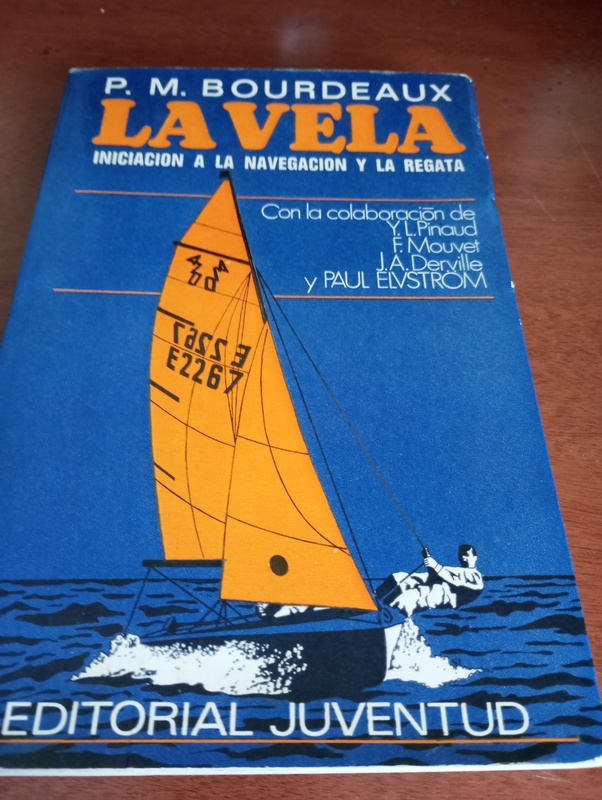 P. M. BOURDEAUX
LA VELA
INICIACION A LA NAVEGACION Y LA REGATA
Con la colaboración de
Y. L. Pinaud
F. Mouvet
J. A. Derville
y PAUL ELVSTROM
E2267
EDITORIAL JUVENTUD